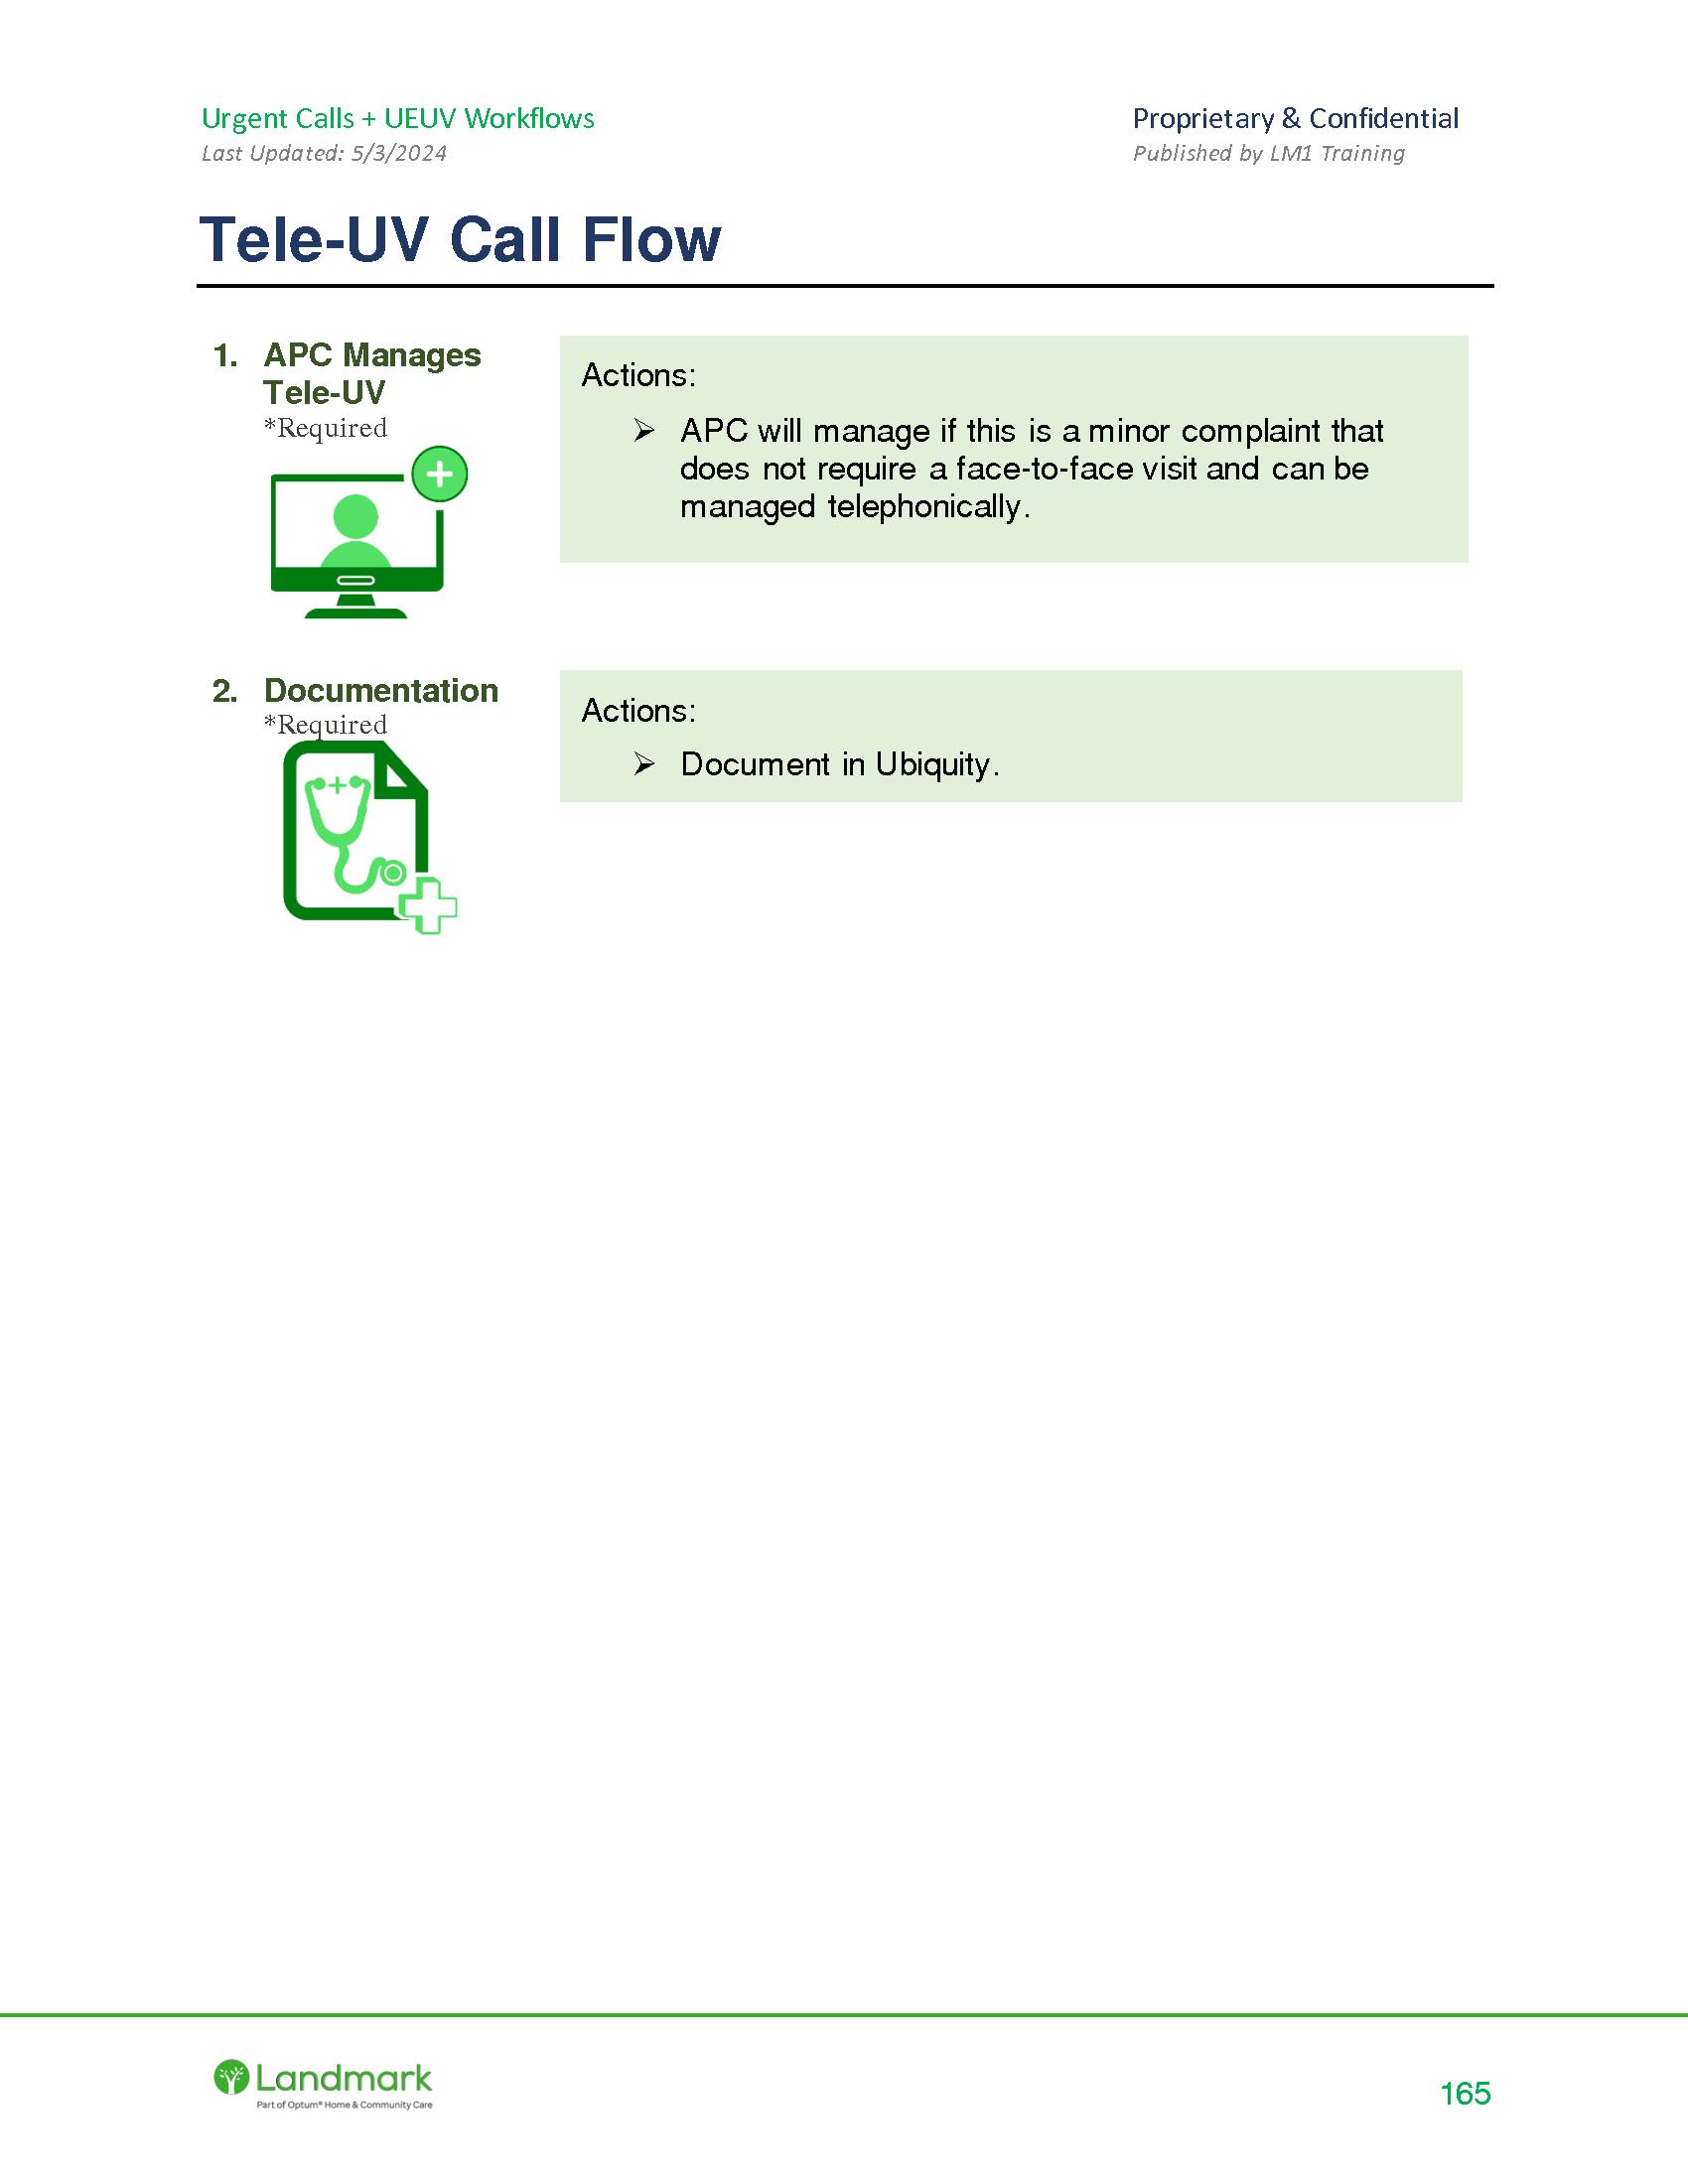 Urgent Calls + UEUV Workflows
Proprietary & Confidential
Last Updated: 5/3/2024
Published by LM1 Training
Tele-UV Call Flow
1. APC Manages
Tele-UV
*Required
Actions:
➢ APC will manage if this is a minor complaint that
does not require a face-to-face visit and can be
managed telephonically.
2. Documentation
*Required
Actions:
➢ Document in Ubiquity.
Landmark
Part of Optum® Home & Community Care
165